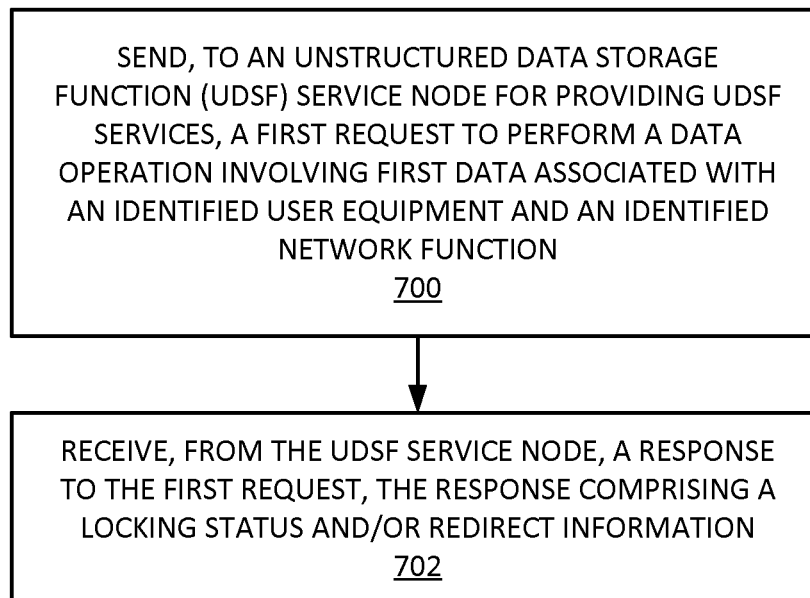 SEND, TO AN UNSTRUCTURED DATA STORAGE
FUNCTION (UDSF) SERVICE NODE FOR PROVIDING UDSF
SERVICES, A FIRST REQUEST TO PERFORM A DATA
OPERATION INVOLVING FIRST DATA ASSOCIATED WITH
AN IDENTIFIED USER EQUIPMENT AND AN IDENTIFIED
NETWORK FUNCTION
700
RECEIVE, FROM THE UDSF SERVICE NODE, A RESPONSE
TO THE FIRST REQUEST, THE RESPONSE COMPRISING A
LOCKING STATUS AND/OR REDIRECT INFORMATION
702